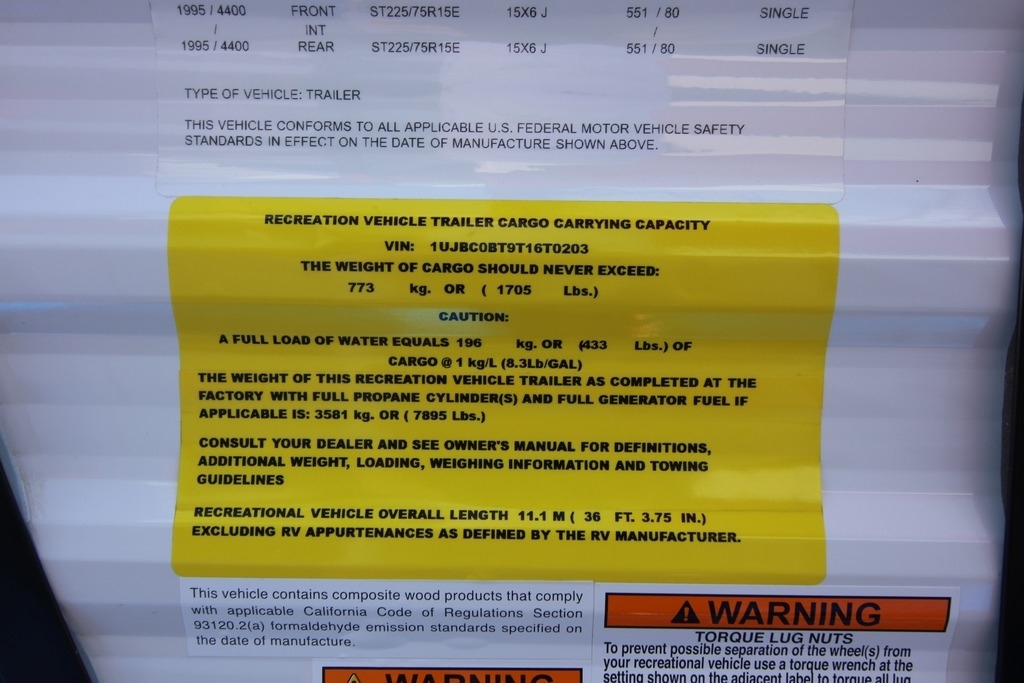 1995 / 4400 FRONT ST225/75R15E 15X6 J 551 / 80 SINGLE
/ INT /
1995 / 4400 REAR ST225/75R15E 15X6 J 551 / 80 SINGLE
TYPE OF VEHICLE: TRAILER
THIS VEHICLE CONFORMS TO ALL APPLICABLE U.S. FEDERAL MOTOR VEHICLE SAFETY
STANDARDS IN EFFECT ON THE DATE OF MANUFACTURE SHOWN ABOVE.
RECREATION VEHICLE TRAILER CARGO CARRYING CAPACITY
VIN: 1UJBC0BT9T16T0203
THE WEIGHT OF CARGO SHOULD NEVER EXCEED:
773 kg. OR ( 1705 Lbs.)
CAUTION:
A FULL LOAD OF WATER EQUALS 196 kg. OR (433 Lbs.) OF
CARGO @ 1 kg/L (8.3Lb/GAL)
THE WEIGHT OF THIS RECREATION VEHICLE TRAILER AS COMPLETED AT THE
FACTORY WITH FULL PROPANE CYLINDER(S) AND FULL GENERATOR FUEL IF
APPLICABLE IS: 3581 kg. OR ( 7895 Lbs.)
CONSULT YOUR DEALER AND SEE OWNER'S MANUAL FOR DEFINITIONS,
ADDITIONAL WEIGHT, LOADING, WEIGHING INFORMATION AND TOWING
GUIDELINES
RECREATIONAL VEHICLE OVERALL LENGTH 11.1 M ( 36 FT. 3.75 IN.)
EXCLUDING RV APPURTENANCES AS DEFINED BY THE RV MANUFACTURER.
This vehicle contains composite wood products that comply
with applicable California Code of Regulations Section
93120.2(a) formaldehyde emission standards specified on
the date of manufacture.
WARNING
TORQUE LUG NUTS
To prevent possible separation of the wheel(s) from
your recreational vehicle use a torque wrench at the
setting shown on the adjacent label to torque all lug
WARNING